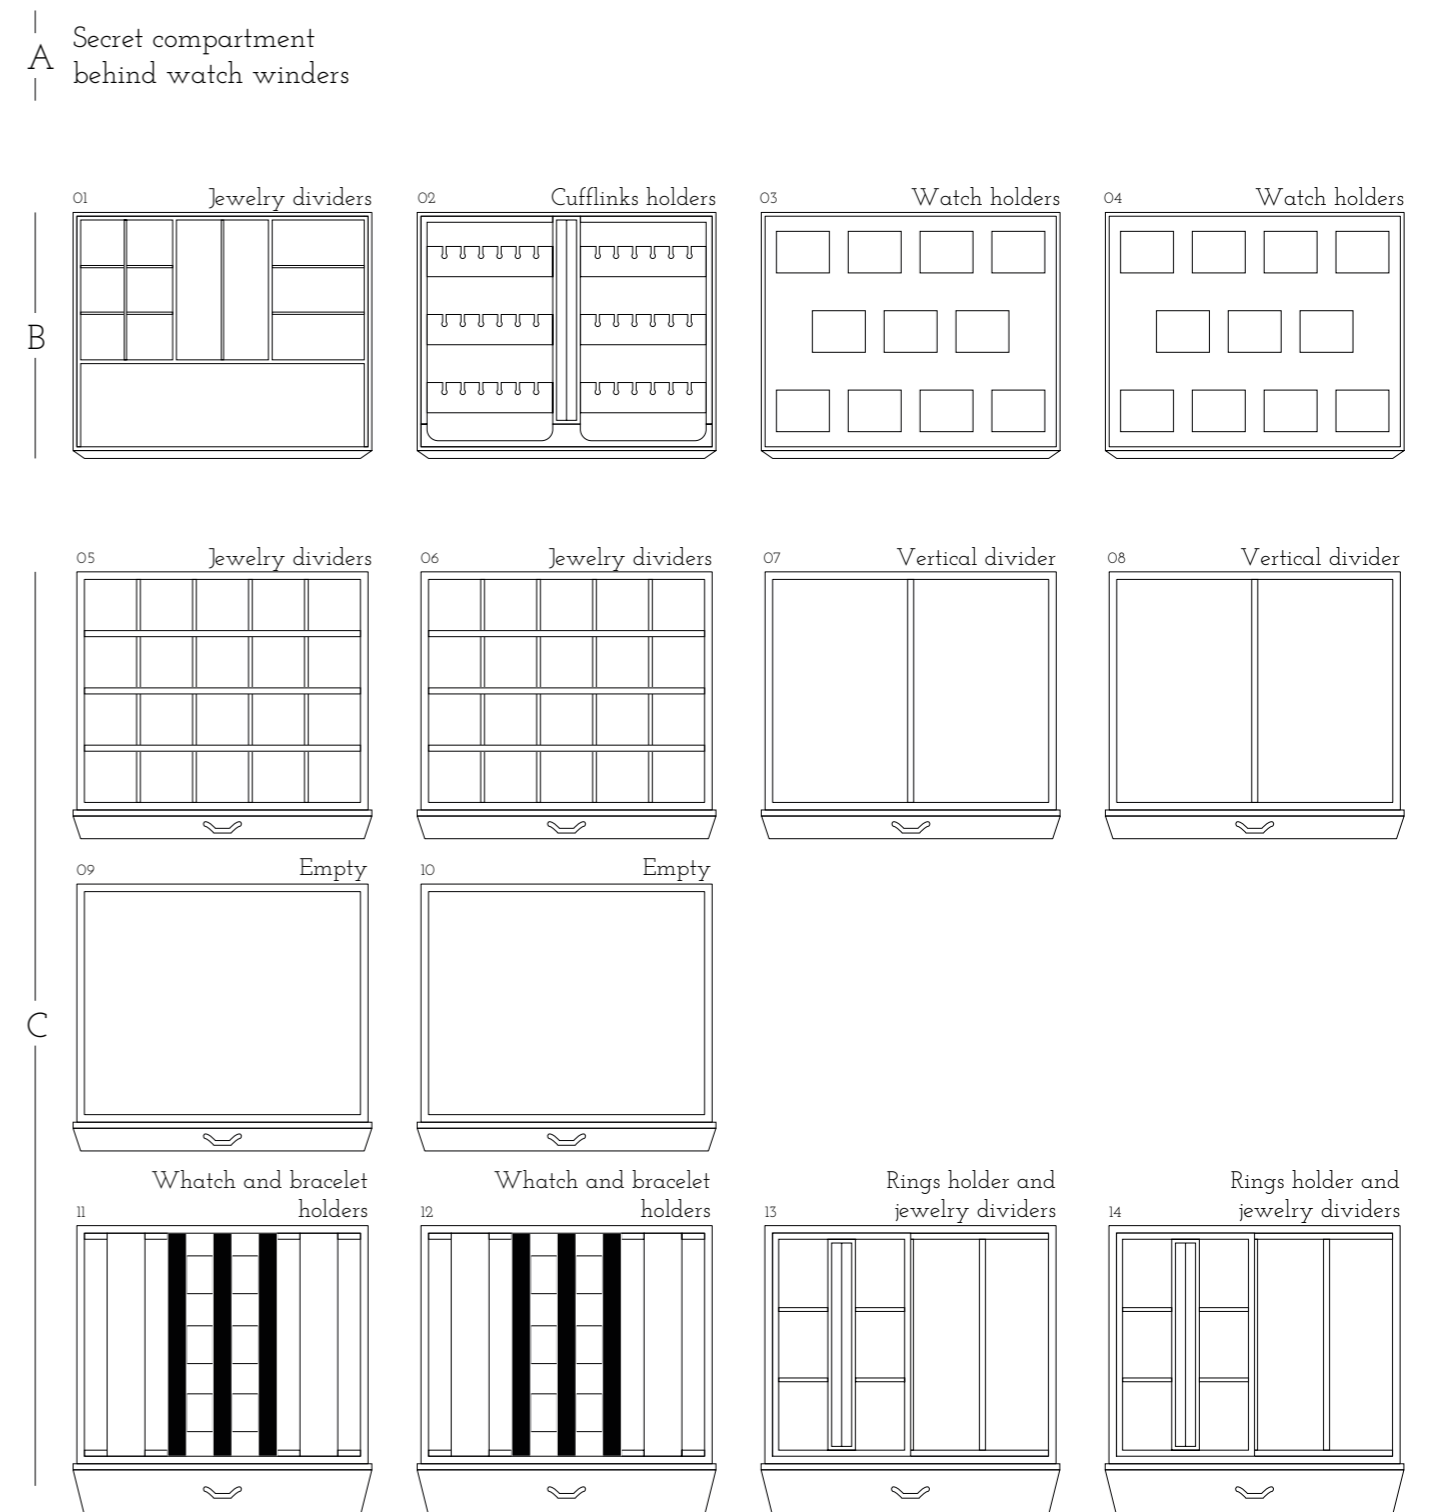 A
Secret compartment
behind watch winders
B
01 Jewelry dividers
02 Cufflinks holders
03 Watch holders
04 Watch holders
C
05 Jewelry dividers
06 Jewelry dividers
07 Vertical divider
08 Vertical divider
09 Empty
10 Empty
Whatch and bracelet
11 holders
Whatch and bracelet
12 holders
Rings holder and
13 jewelry dividers
Rings holder and
14 jewelry dividers